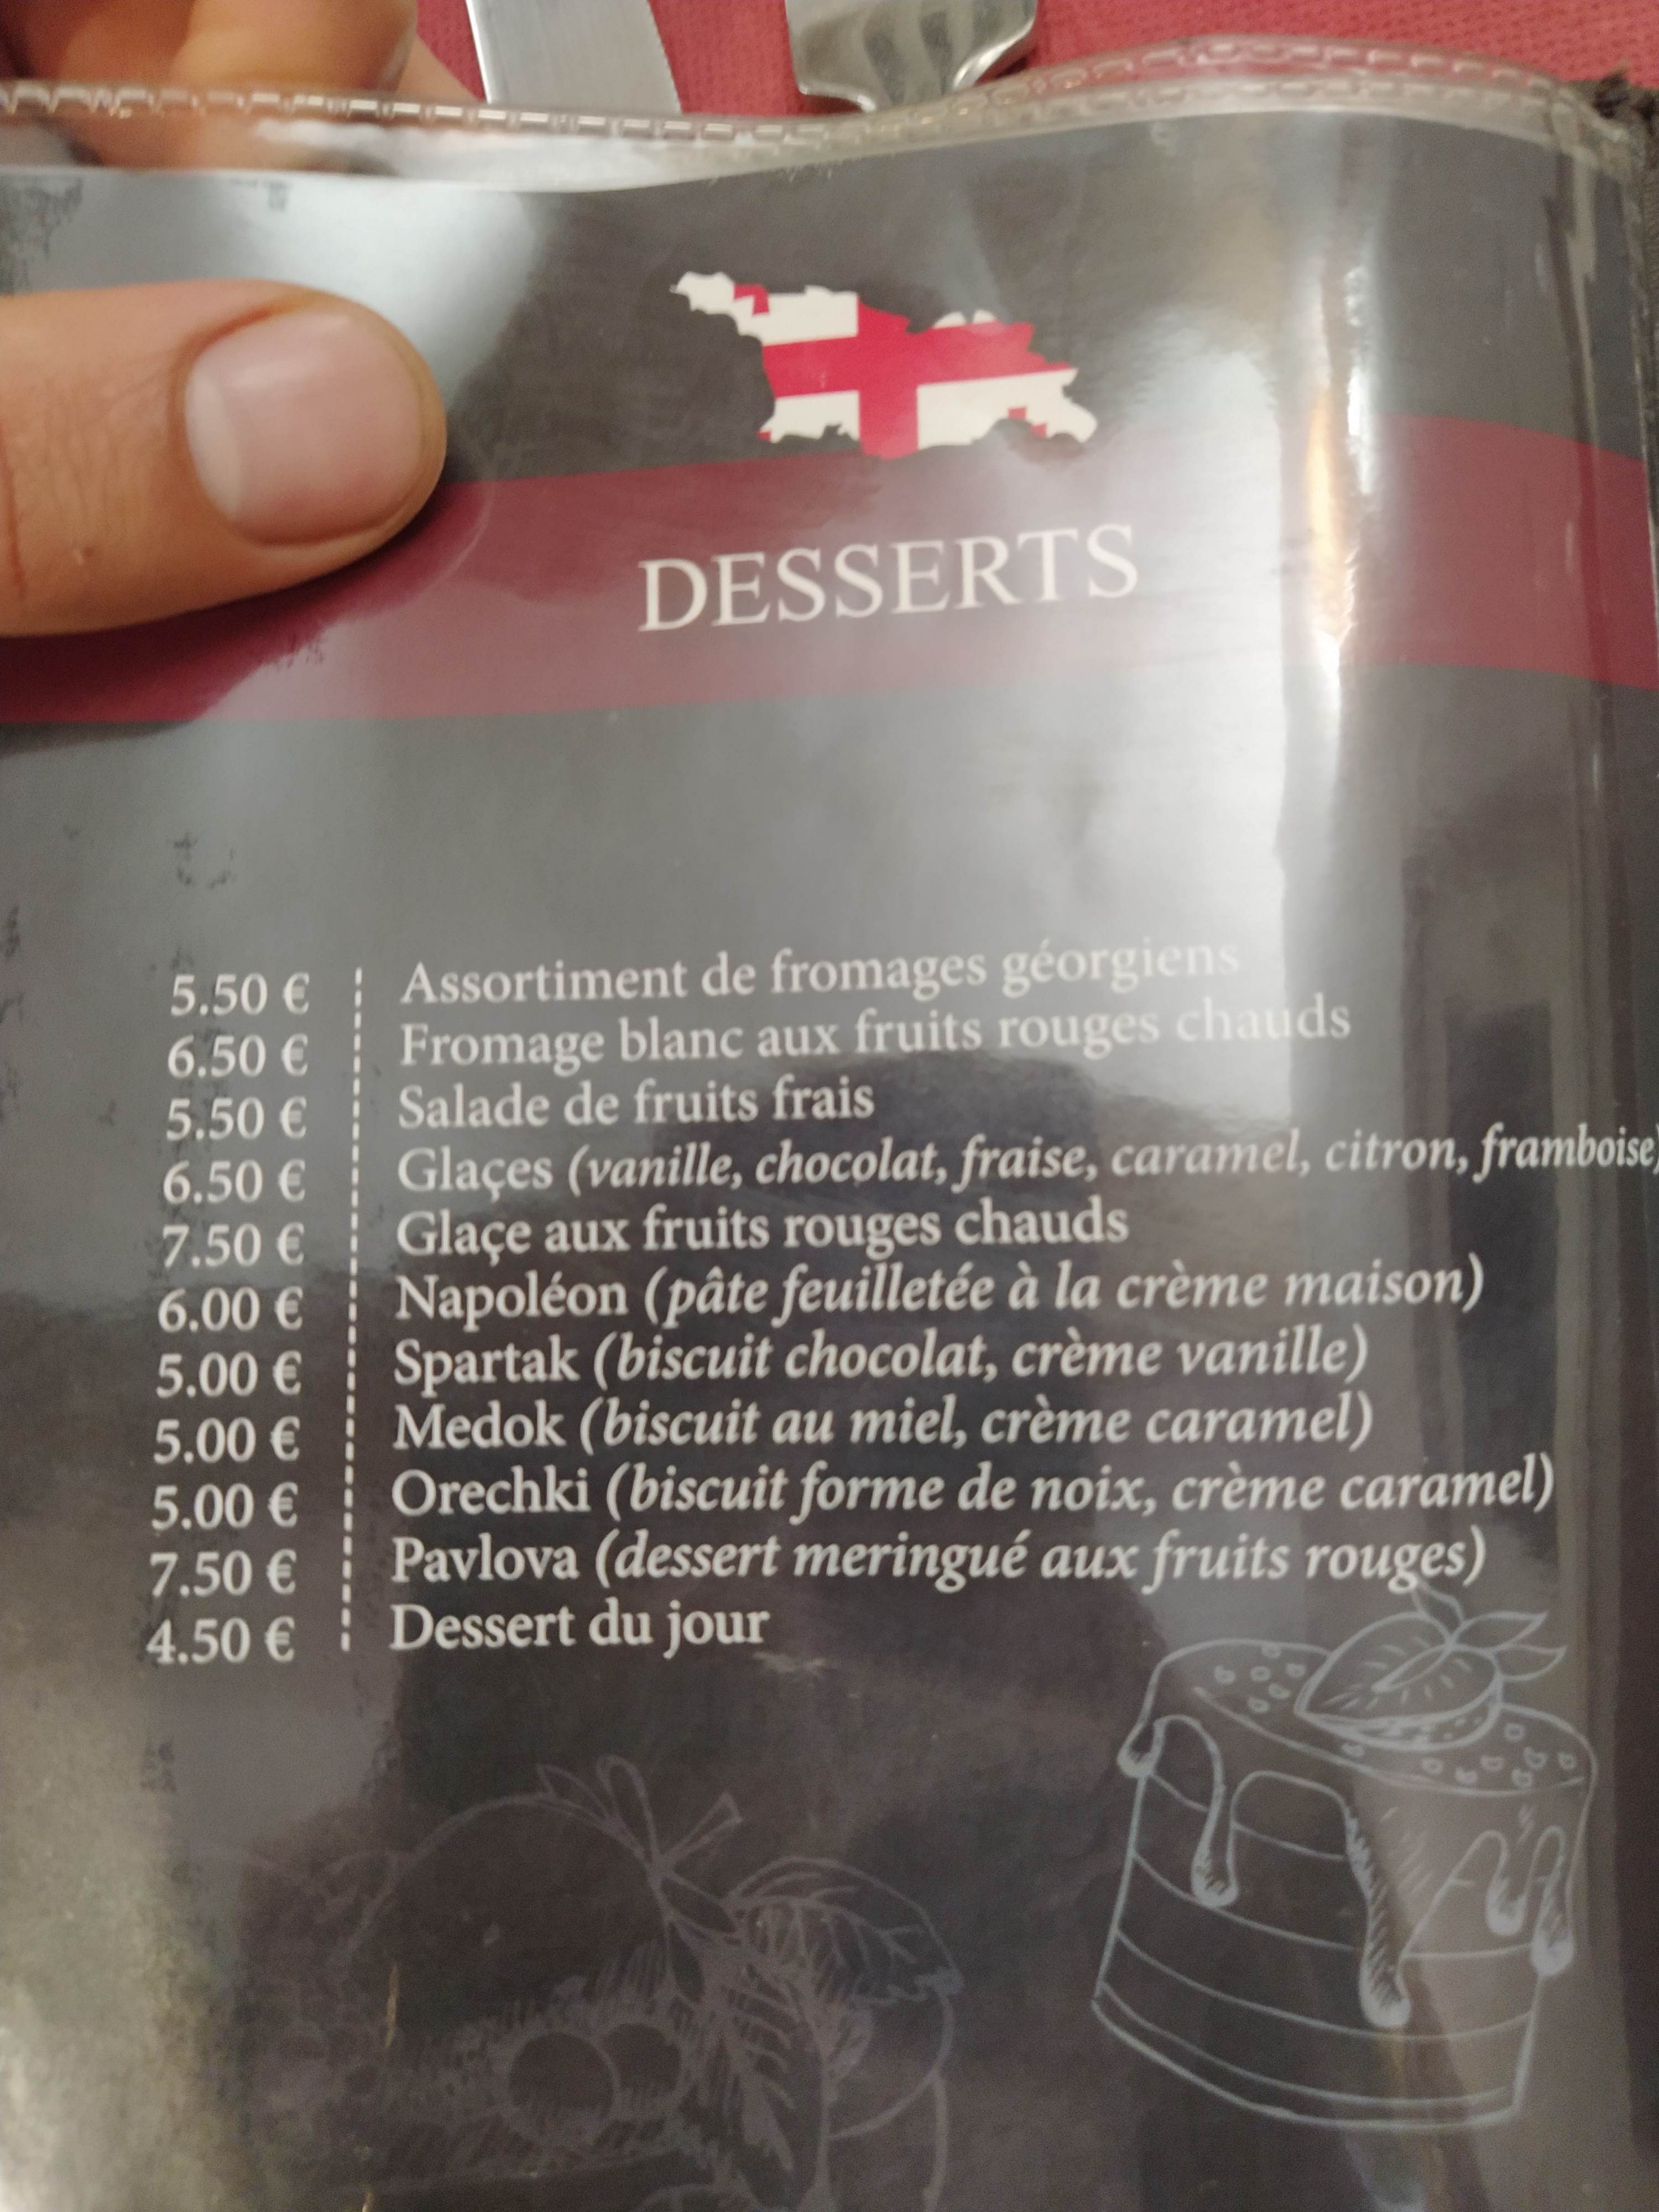 DESSERTS
5.50 € Assortiment de fromages géorgiens
6.50 € Fromage blanc aux fruits rouges chauds
5.50 € Salade de fruits frais
6.50 € Glaçes (vanille, chocolat, fraise, caramel, citron, framboise)
7.50 € Glaçe aux fruits rouges chauds
6.00 € Napoléon (pâte feuilletée à la crème maison)
5.00 € Spartak (biscuit chocolat, crème vanille)
5.00 € Medok (biscuit au miel, crème caramel)
5.00 € Orechki (biscuit forme de noix, crème caramel)
7.50 € Pavlova (dessert meringué aux fruits rouges)
4.50 € Dessert du jour